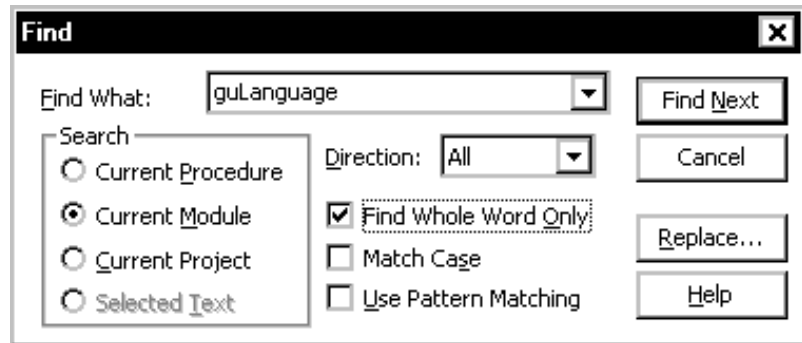 Find
Find What: guLanguage Find Next
Search
Current Procedure
Current Module
Current Project
Selected Text
Direction: All
Find Whole Word Only
Match Case
Use Pattern Matching
Cancel
Replace...
Help